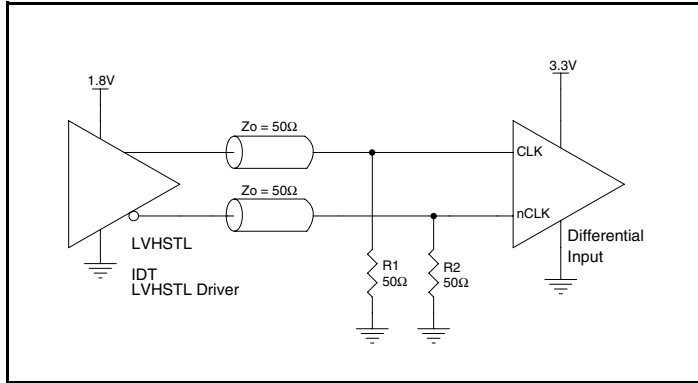 1.8V
3.3V
Zo = 50Ω
CLK
Zo = 50Ω
nCLK
LVHSTL
IDT
LVHSTL Driver
R1
50Ω
R2
50Ω
Differential
Input